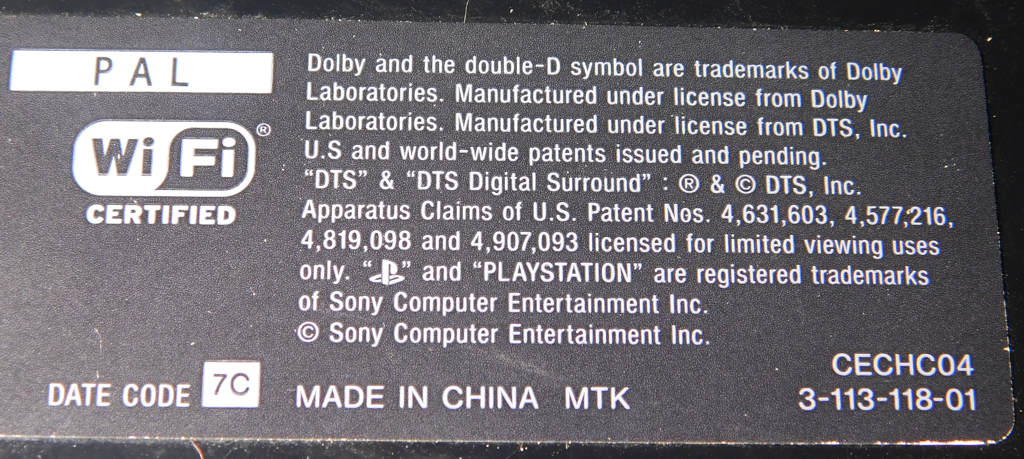 PAL
Wi Fi ®
CERTIFIED
Dolby and the double-D symbol are trademarks of Dolby
Laboratories. Manufactured under license from Dolby
Laboratories. Manufactured under license from DTS, Inc.
U.S and world-wide patents issued and pending.
“DTS” & “DTS Digital Surround” : ® & © DTS, Inc.
Apparatus Claims of U.S. Patent Nos. 4,631,603, 4,577,216,
4,819,098 and 4,907,093 licensed for limited viewing uses
only. “ ” and “PLAYSTATION” are registered trademarks
of Sony Computer Entertainment Inc.
© Sony Computer Entertainment Inc.
DATE CODE 7C MADE IN CHINA MTK
CECHC04
3-113-118-01